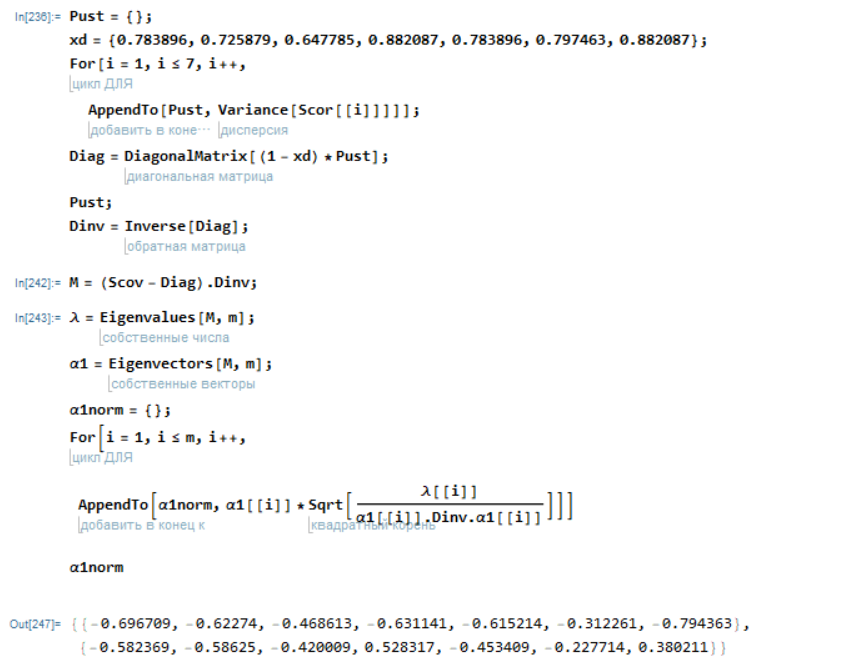 In[236]:= Pust = {};
xd = {0.783896, 0.725879, 0.647785, 0.882087, 0.783896, 0.797463, 0.882087};
For[i = 1, i ≤ 7, i++,
цикл ДЛЯ
AppendTo[Pust, Variance[Scor[[i]]]]];
добавить в коне⋯ дисперсия
Diag = DiagonalMatrix[(1 - xd) * Pust];
диагональная матрица
Pust;
Dinv = Inverse[Diag];
обратная матрица
In[242]:= M = (Scov - Diag).Dinv;
In[243]:= λ = Eigenvalues[M, m];
собственные числа
α1 = Eigenvectors[M, m];
собственные векторы
α1norm = {};
For[i = 1, i ≤ m, i++,
цикл ДЛЯ
λ[[i]]
AppendTo[α1norm, α1[[i]] * Sqrt[ ]]]
α1[[i]].Dinv.α1[[i]]
добавить в конец к квадратный корень
α1norm
Out[247]= {{-0.696709, -0.62274, -0.468613, -0.631141, -0.615214, -0.312261, -0.794363},
{-0.582369, -0.58625, -0.420009, 0.528317, -0.453409, -0.227714, 0.380211}}